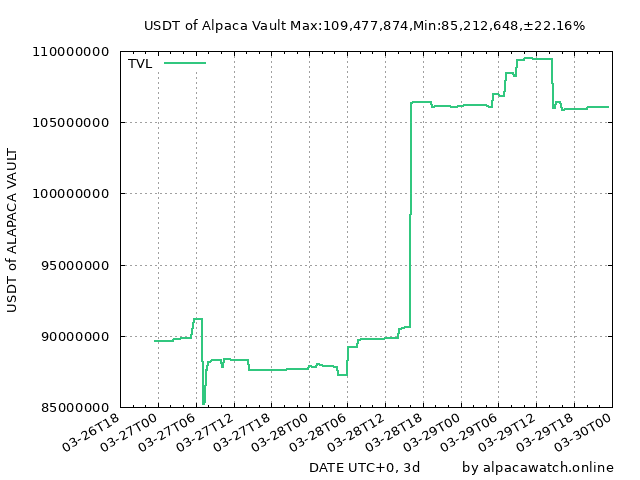 USDT of Alpaca Vault Max:109,477,874,Min:85,212,648,±22.16%
TVL
110000000
105000000
100000000
95000000
90000000
85000000
USDT of ALAPACA VAULT
03-26T18
03-27T00
03-27T06
03-27T12
03-27T18
03-28T00
03-28T06
03-28T12
03-28T18
03-29T00
03-29T06
03-29T12
03-29T18
03-30T00
DATE UTC+0, 3d
by alpacawatch.online